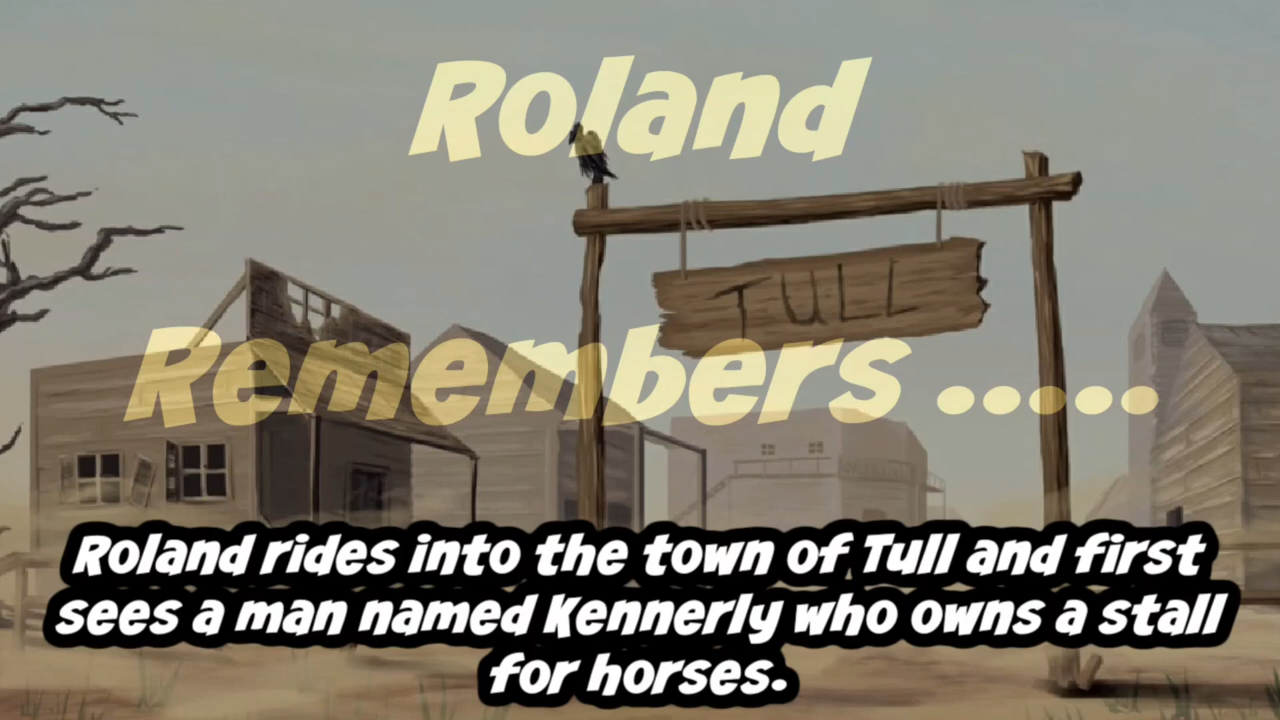 Roland
TULL
Remembers .....
Roland rides into the town of Tull and first
sees a man named Kennerly who owns a stall
for horses.